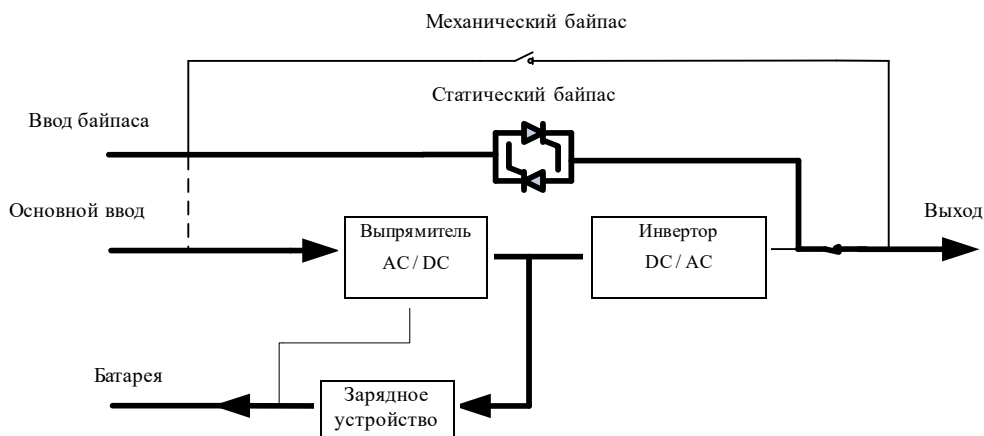 Механический байпас
Статический байпас
Ввод байпаса
Основной ввод
Выпрямитель
AC / DC
Инвертор
DC / AC
Выход
Батарея
Зарядное
устройство